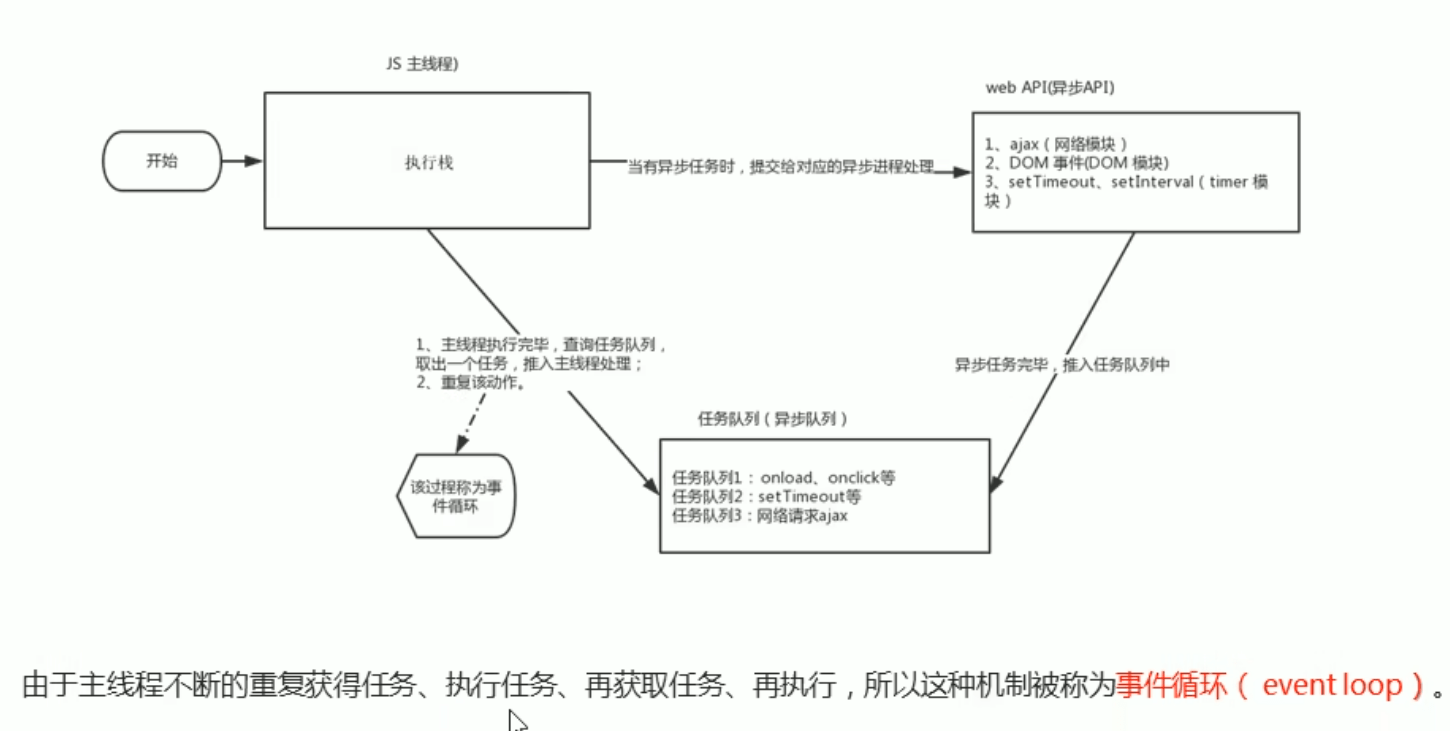 JS 主线程)
web API(异步API)
开始
执行栈
当有异步任务时，提交给对应的异步进程处理
1、ajax（网络模块）
2、DOM 事件(DOM 模块)
3、setTimeout、setInterval（timer 模
块）
1、主线程执行完毕，查询任务队列，
取出一个任务，推入主线程处理；
2、重复该动作。
异步任务完毕，推入任务队列中
任务队列（异步队列）
该过程称为事
件循环
任务队列1：onload、onclick等
任务队列2：setTimeout等
任务队列3：网络请求ajax
由于主线程不断的重复获得任务、执行任务、再获取任务、再执行，所以这种机制被称为事件循环（ event loop）。